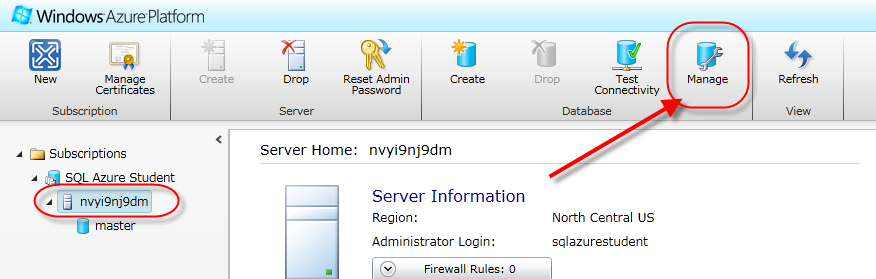 Windows Azure Platform
New
Manage
Certificates
Create
Drop
Reset Admin
Password
Create
Drop
Test
Connectivity
Manage
Refresh
Subscription
Server
Database
View
Subscriptions
SQL Azure Student
nvyi9nj9dm
master
Server Home: nvyi9nj9dm
Server Information
Region: North Central US
Administrator Login: sqlazurestudent
Firewall Rules: 0